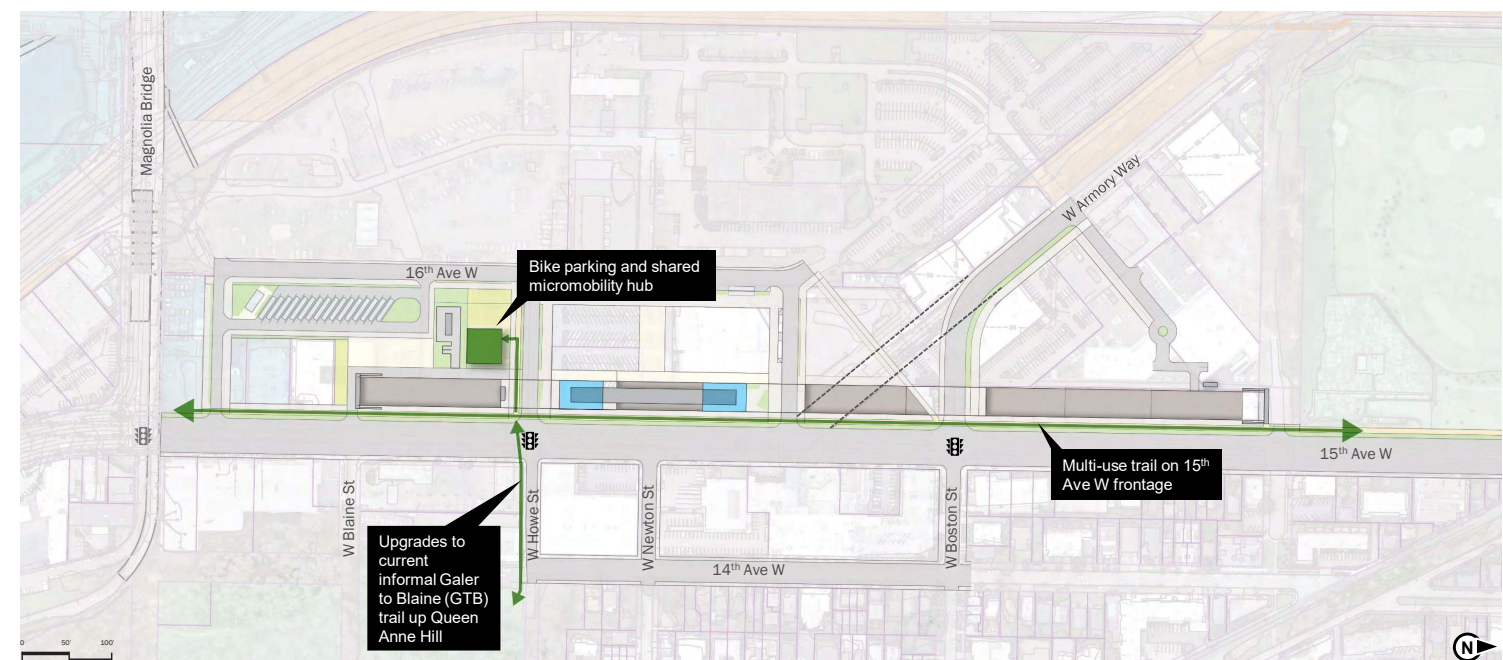 Magnolia Bridge
W Armory Way
16th Ave W
Bike parking and shared
micromobility hub
15th Ave W
Multi-use trail on 15th
Ave W frontage
W Blaine St
W Howe St
W Newton St
W Boston St
Upgrades to
current
informal Galer
to Blaine (GTB)
trail up Queen
Anne Hill
14th Ave W
0 50' 100'
N